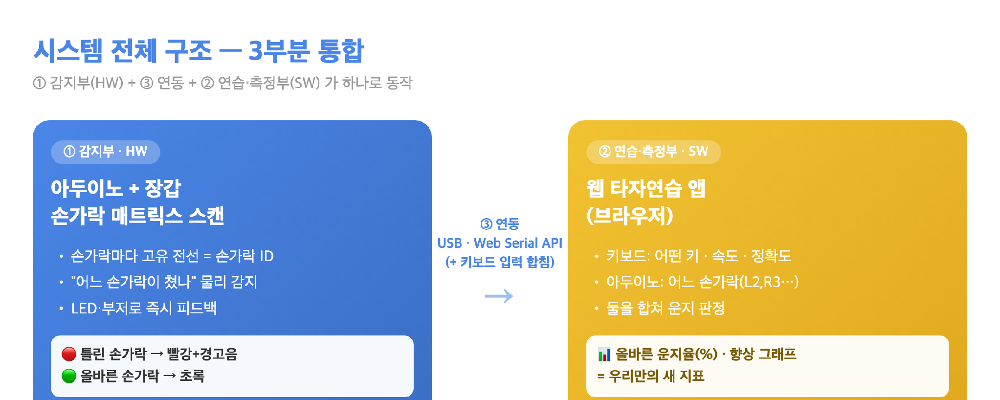 시스템 전체 구조 — 3부분 통합
① 감지부(HW) + ③ 연동 + ② 연습·측정부(SW) 가 하나로 동작
① 감지부 · HW
아두이노 + 장갑
손가락 매트릭스 스캔
• 손가락마다 고유 전선 = 손가락 ID
• "어느 손가락이 쳤나" 물리 감지
• LED·부저로 즉시 피드백
🔴 틀린 손가락 → 빨강+경고음
🟢 올바른 손가락 → 초록
③ 연동
USB · Web Serial API
(+ 키보드 입력 합침)
→
② 연습·측정부 · SW
웹 타자연습 앱
(브라우저)
• 키보드: 어떤 키 · 속도 · 정확도
• 아두이노: 어느 손가락(L2,R3…)
• 둘을 합쳐 운지 판정
📊 올바른 운지율(%) · 향상 그래프
= 우리만의 새 지표